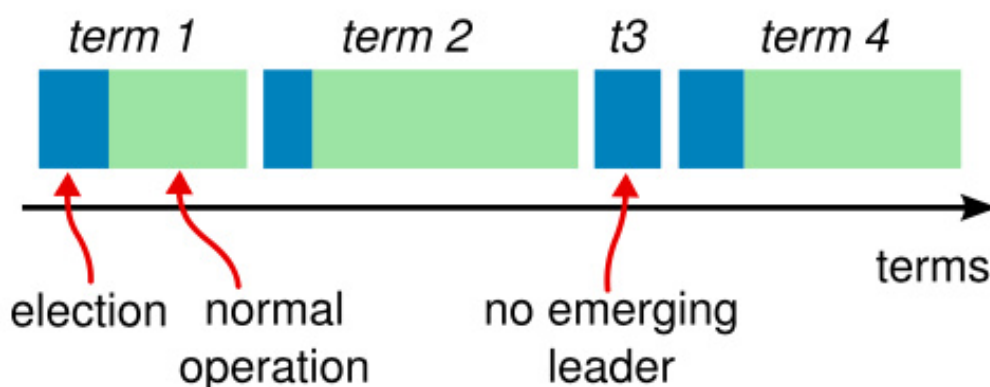 term 1
term 2
t3
term 4
terms
election
normal
operation
no emerging
leader